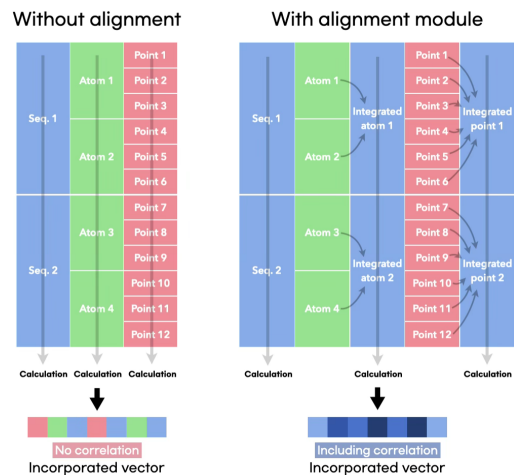 Without alignment
With alignment module
Seq. 1
Seq. 2
Atom 1
Atom 2
Atom 3
Atom 4
Point 1
Point 2
Point 3
Point 4
Point 5
Point 6
Point 7
Point 8
Point 9
Point 10
Point 11
Point 12
Calculation
Calculation
Calculation
No correlation
Incorporated vector
Seq. 1
Seq. 2
Atom 1
Atom 2
Atom 3
Atom 4
Integrated
atom 1
Integrated
atom 2
Point 1
Point 2
Point 3
Point 4
Point 5
Point 6
Point 7
Point 8
Point 9
Point 10
Point 11
Point 12
Integrated
point 1
Integrated
point 2
Calculation
Calculation
Calculation
Including correlation
Incorporated vector